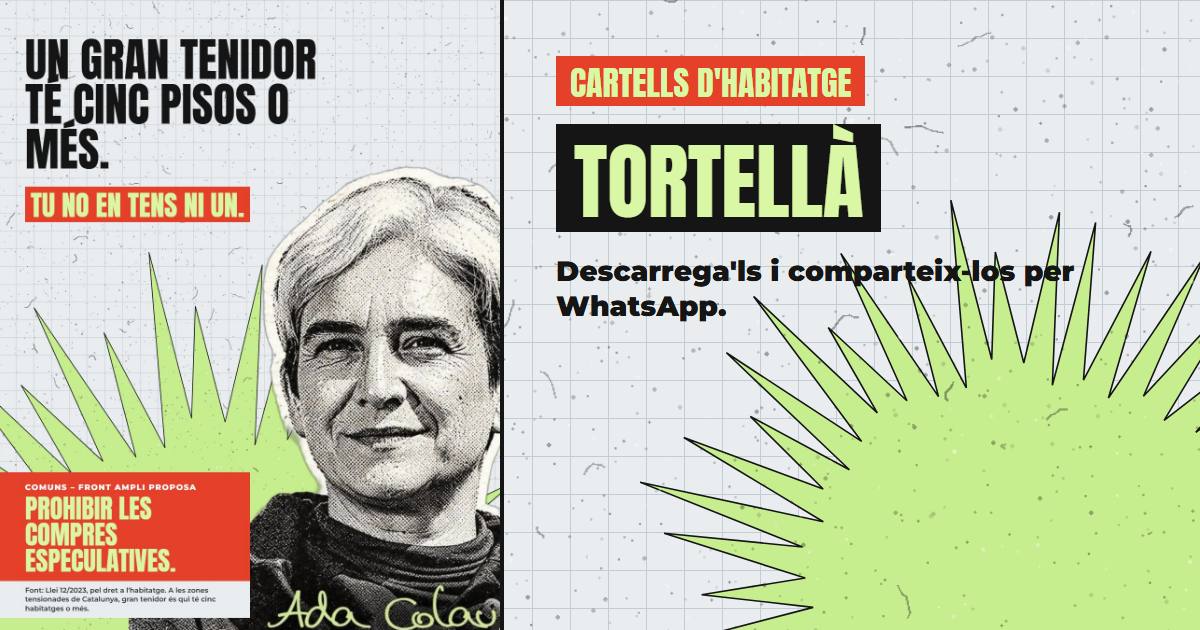 UN GRAN TENIDOR
TÉ CINC PISOS O
MÉS.
TU NO EN TENS NI UN.
COMUNS – FRONT AMPLI PROPOSA
PROHIBIR LES
COMPRES
ESPECULATIVES.
Font: Llei 12/2023, pel dret a l'habitatge. A les zones
tensionades de Catalunya, gran tenidor és qui té cinc
habitatges o més.
Ada Colau
CARTELLS D'HABITATGE
TORTELLÀ
Descarrega'ls i comparteix-los per
WhatsApp.